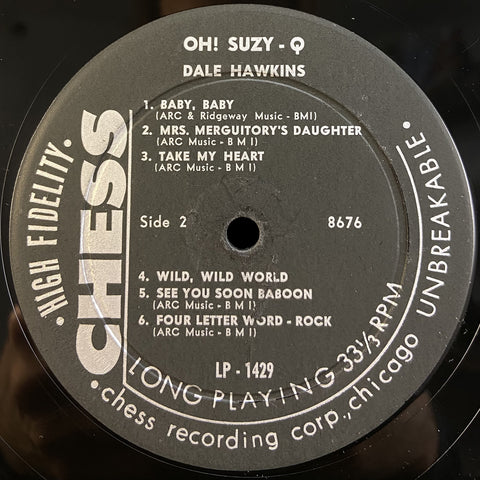 OH! SUZY - Q
DALE HAWKINS
1. BABY, BABY
(ARC & Ridgeway Music - BMI)
2. MRS. MERGUITORY'S DAUGHTER
(ARC Music - B M I)
3. TAKE MY HEART
(ARC Music - B M I)
Side 2
8676
4. WILD, WILD WORLD
5. SEE YOU SOON BABOON
(ARC Music - B M I)
6. FOUR LETTER WORD - ROCK
(ARC Music - B M I)
LP - 1429
• HIGH FIDELITY •
CHESS
LONG PLAYING 33⅓ RPM
UNBREAKABLE •
• chess recording corp., chicago